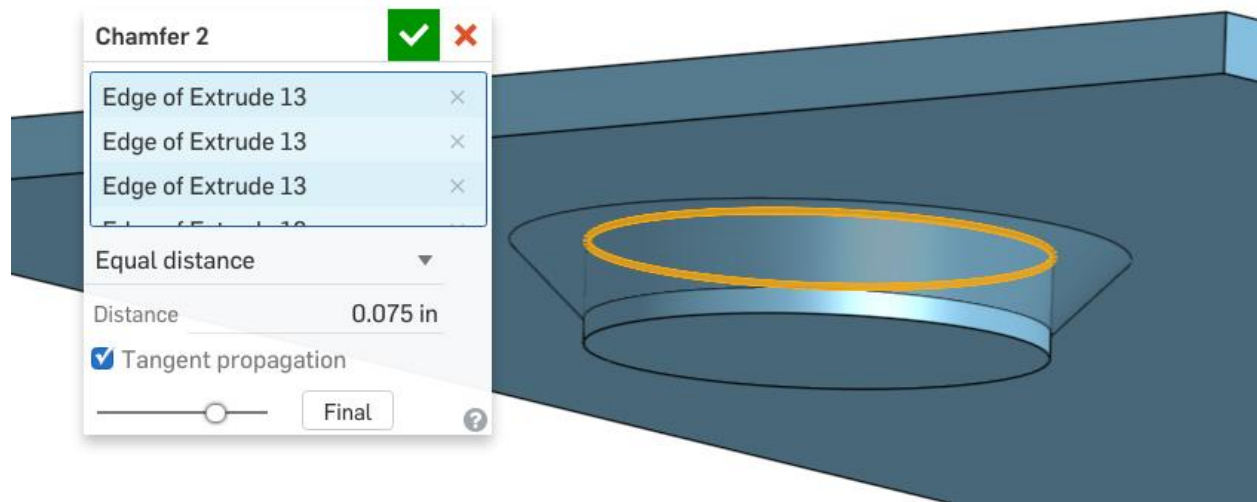 Chamfer 2
Edge of Extrude 13
Edge of Extrude 13
Edge of Extrude 13
Equal distance
Distance 0.075 in
Tangent propagation
Final
?